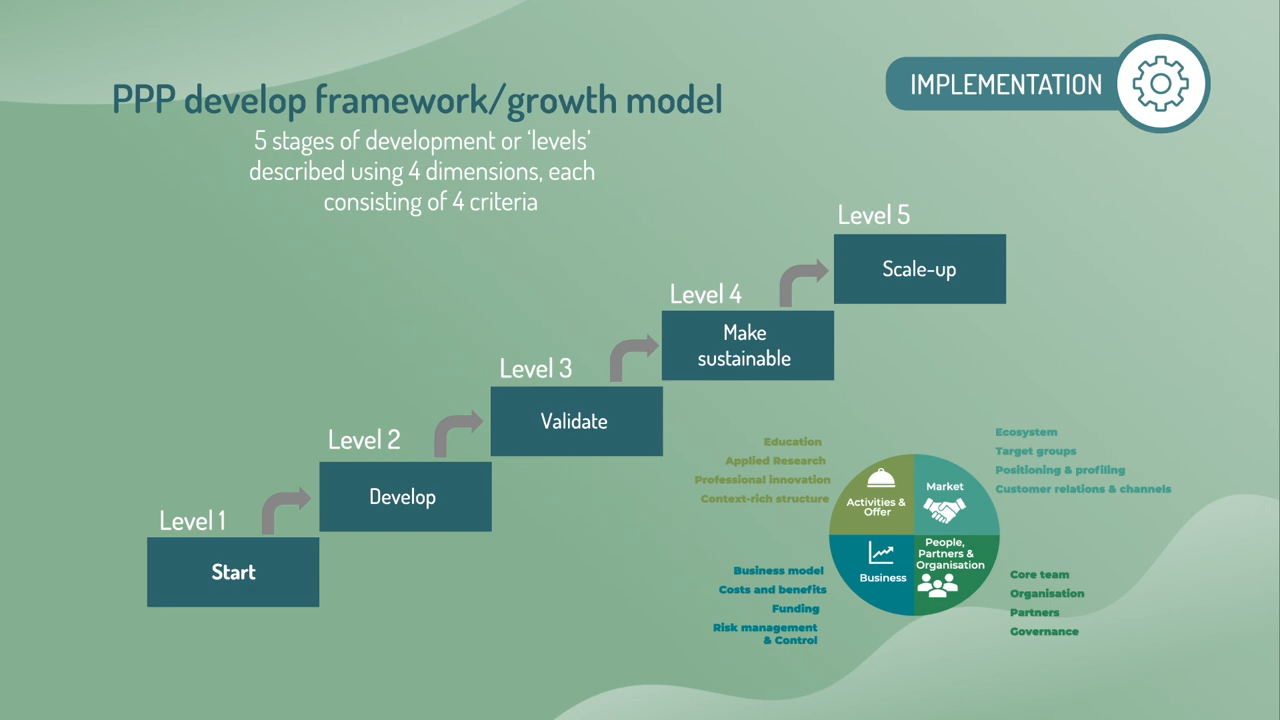 PPP develop framework/growth model
IMPLEMENTATION
5 stages of development or ‘levels’
described using 4 dimensions, each
consisting of 4 criteria
Level 5
Scale-up
Level 4
Make
sustainable
Level 3
Validate
Level 2
Develop
Level 1
Start
Education
Applied Research
Professional innovation
Context-rich structure
Activities &
Offer
Market
Ecosystem
Target groups
Positioning & profiling
Customer relations & channels
Business model
Costs and benefits
Funding
Risk management
& Control
Business
People,
Partners &
Organisation
Core team
Organisation
Partners
Governance